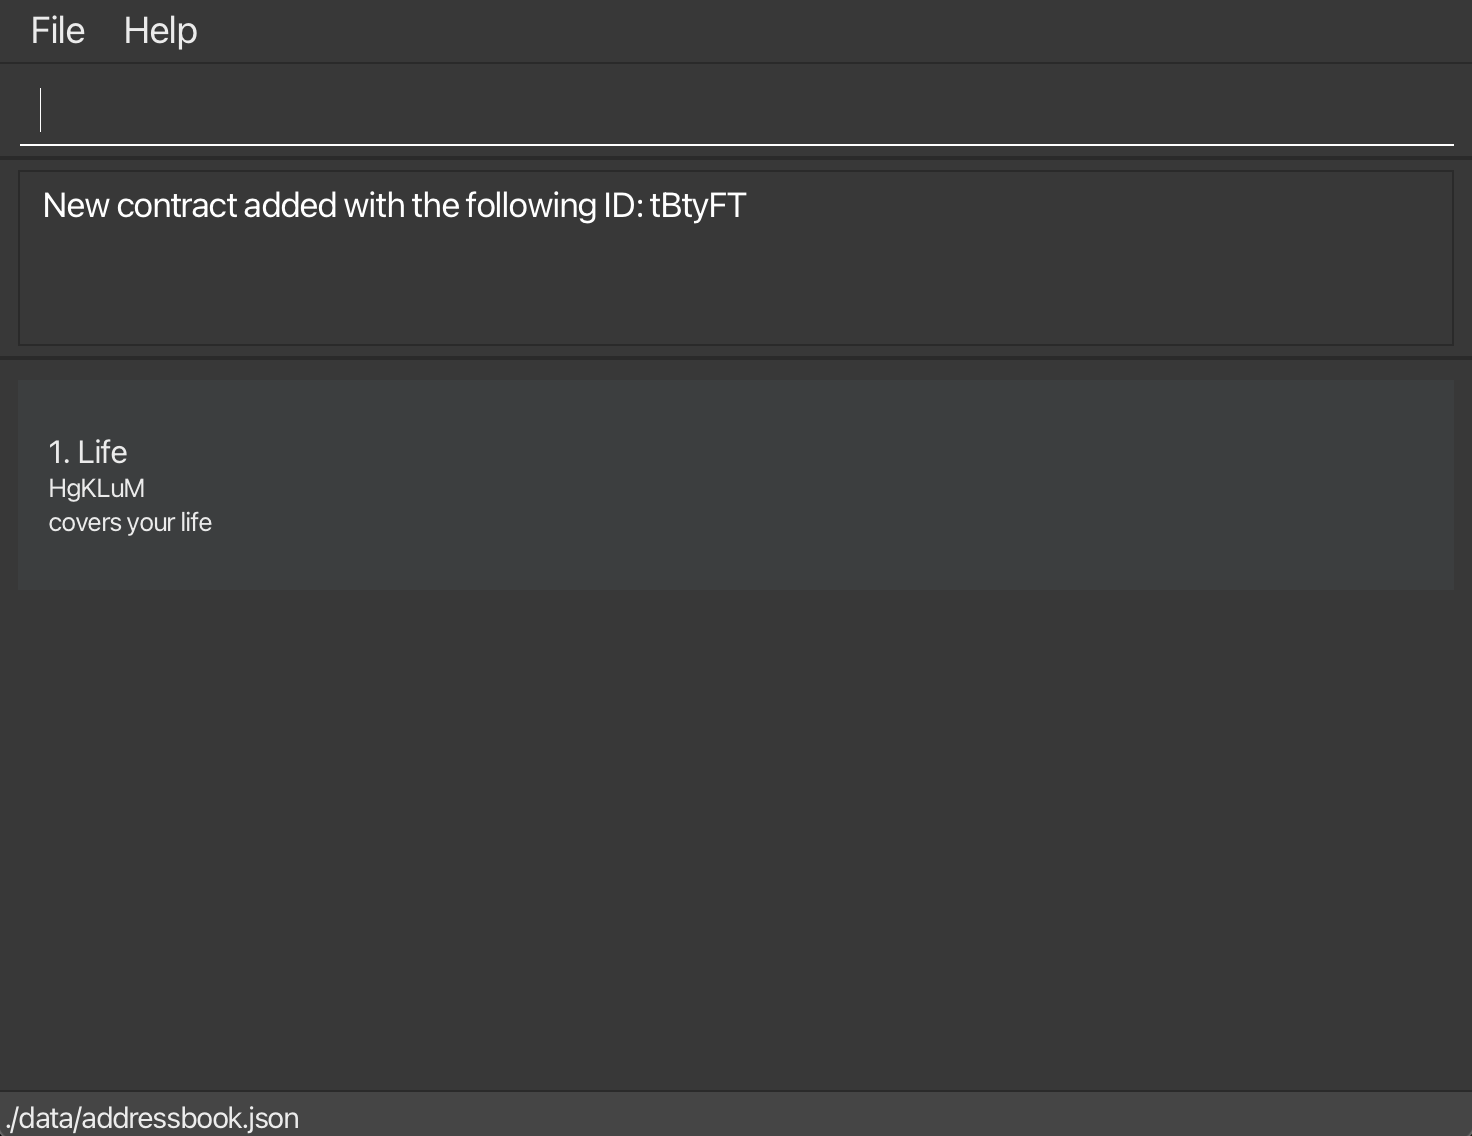 File Help
New contract added with the following ID: tBtyFT
1. Life
HgKLuM
covers your life
./data/addressbook.json